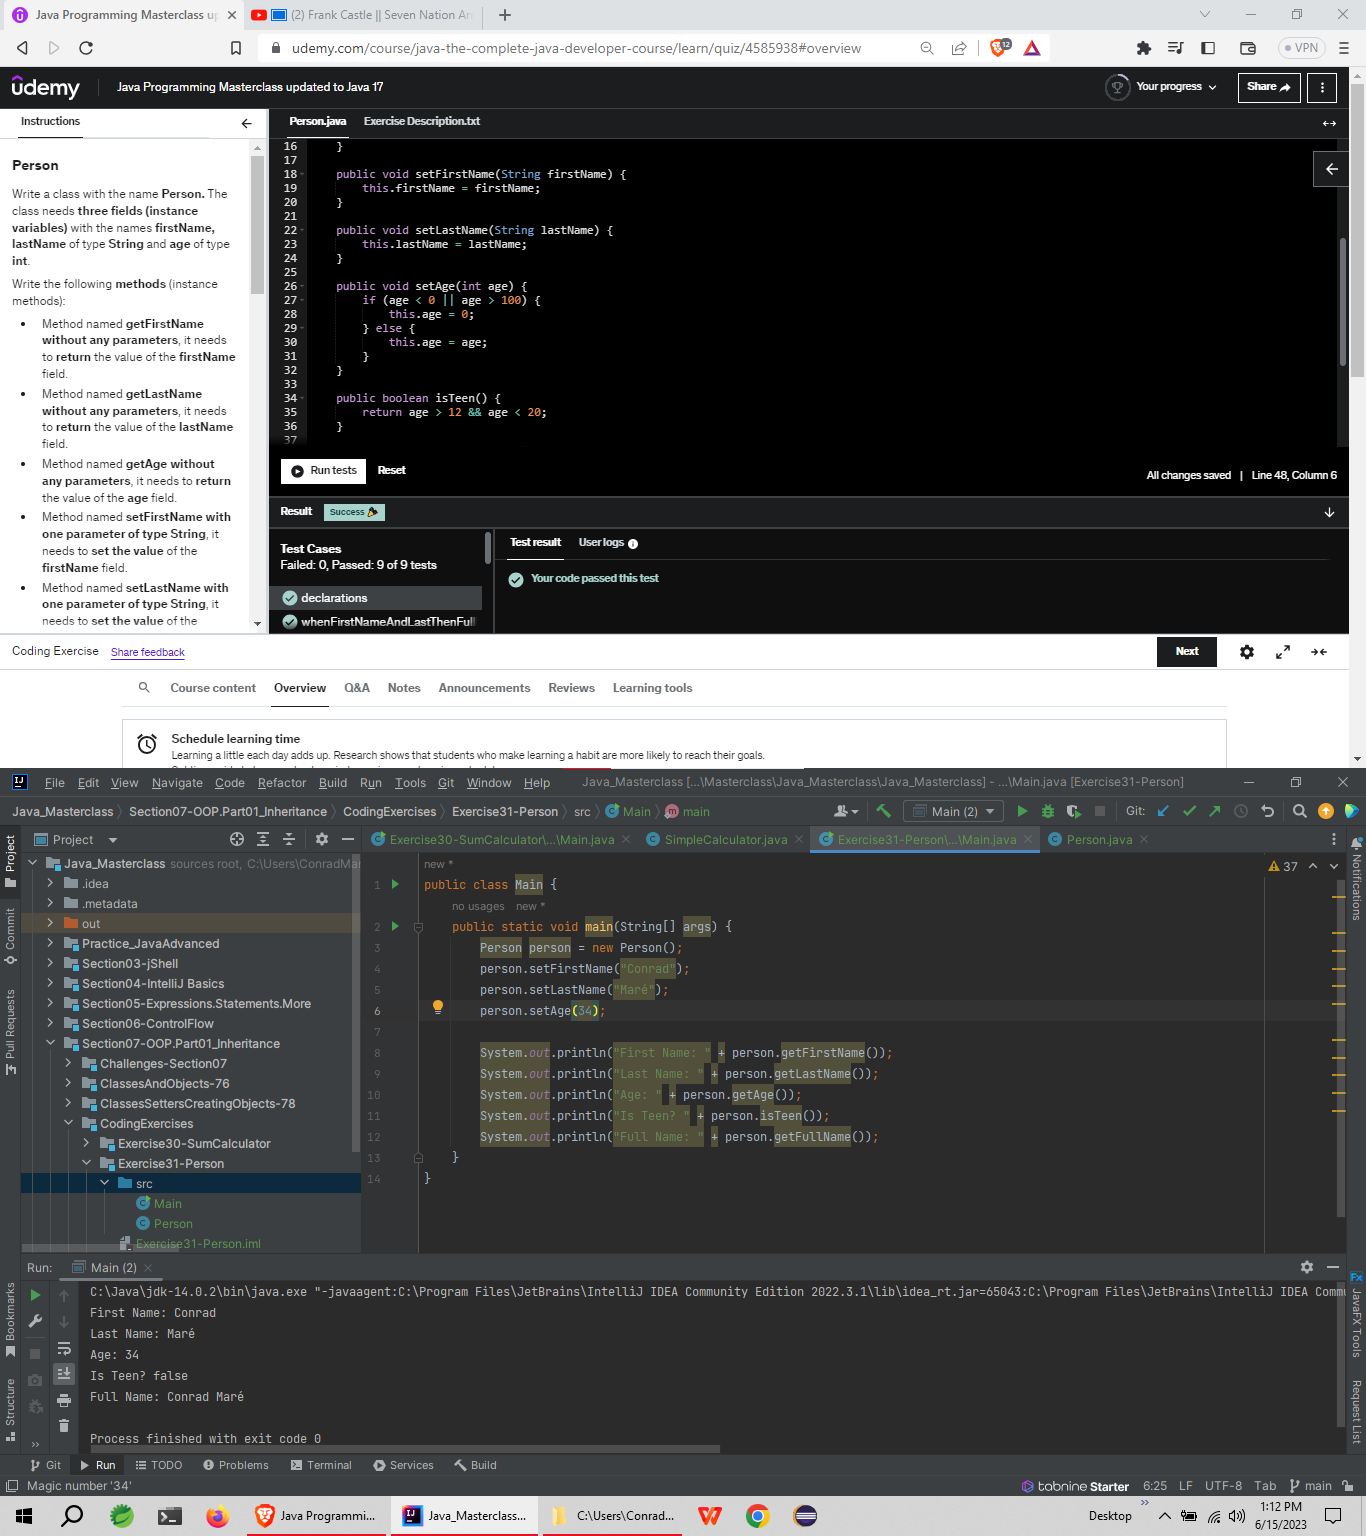 Java Programming Masterclass up
(2) Frank Castle || Seven Nation Ar
udemy.com/course/java-the-complete-java-developer-course/learn/quiz/4585938#overview
12
VPN
ûdemy
Java Programming Masterclass updated to Java 17
Your progress
Share
Instructions
Person.java
Exercise Description.txt
Person
Write a class with the name Person. The
class needs three fields (instance
variables) with the names firstName,
lastName of type String and age of type
int.
Write the following methods (instance
methods):
• Method named getFirstName
without any parameters, it needs
to return the value of the firstName
field.
• Method named getLastName
without any parameters, it needs
to return the value of the lastName
field.
• Method named getAge without
any parameters, it needs to return
the value of the age field.
• Method named setFirstName with
one parameter of type String, it
needs to set the value of the
firstName field.
• Method named setLastName with
one parameter of type String, it
needs to set the value of the
16 }
17
18 public void setFirstName(String firstName) {
19 this.firstName = firstName;
20 }
21
22 public void setLastName(String lastName) {
23 this.lastName = lastName;
24 }
25
26 public void setAge(int age) {
27 if (age < 0 || age > 100) {
28 this.age = 0;
29 } else {
30 this.age = age;
31 }
32 }
33
34 public boolean isTeen() {
35 return age > 12 && age < 20;
36 }
37
Run tests
Reset
All changes saved | Line 48, Column 6
Result
Success
Test Cases
Failed: 0, Passed: 9 of 9 tests
declarations
whenFirstNameAndLastThenFull
Test result
User logs
Your code passed this test
Coding Exercise
Share feedback
Next
Course content
Overview
Q&A
Notes
Announcements
Reviews
Learning tools
Schedule learning time
Learning a little each day adds up. Research shows that students who make learning a habit are more likely to reach their goals.
File Edit View Navigate Code Refactor Build Run Tools Git Window Help
Java_Masterclass [...\Masterclass\Java_Masterclass\Java_Masterclass] - ...\Main.java [Exercise31-Person]
Java_Masterclass
Section07-OOP.Part01_Inheritance
CodingExercises
Exercise31-Person
src
Main
main
Main (2)
Git:
Project
Exercise30-SumCalculator\...\Main.java
SimpleCalculator.java
Exercise31-Person\...\Main.java
Person.java
Project
Commit
Pull Requests
Bookmarks
Structure
Java_Masterclass sources root, C:\Users\ConradMar
.idea
.metadata
out
Practice_JavaAdvanced
Section03-jShell
Section04-IntelliJ Basics
Section05-Expressions.Statements.More
Section06-ControlFlow
Section07-OOP.Part01_Inheritance
Challenges-Section07
ClassesAndObjects-76
ClassesSettersCreatingObjects-78
CodingExercises
Exercise30-SumCalculator
Exercise31-Person
src
Main
Person
Exercise31-Person.iml
new *
37
1 public class Main {
no usages new *
2 public static void main(String[] args) {
3 Person person = new Person();
4 person.setFirstName("Conrad");
5 person.setLastName("Maré");
6 person.setAge(34);
7
8 System.out.println("First Name: " + person.getFirstName());
9 System.out.println("Last Name: " + person.getLastName());
10 System.out.println("Age: " + person.getAge());
11 System.out.println("Is Teen? " + person.isTeen());
12 System.out.println("Full Name: " + person.getFullName());
13 }
14 }
Notifications
JavaFX Tools
Request List
Run:
Main (2)
C:\Java\jdk-14.0.2\bin\java.exe "-javaagent:C:\Program Files\JetBrains\IntelliJ IDEA Community Edition 2022.3.1\lib\idea_rt.jar=65043:C:\Program Files\JetBrains\IntelliJ IDEA Comm
First Name: Conrad
Last Name: Maré
Age: 34
Is Teen? false
Full Name: Conrad Maré
Process finished with exit code 0
Git
Run
TODO
Problems
Terminal
Services
Build
Magic number '34'
tabnine Starter
6:25 LF UTF-8 Tab main
Java Programmi...
Java_Masterclass...
C:\Users\Conrad...
Desktop
1:12 PM
6/15/2023